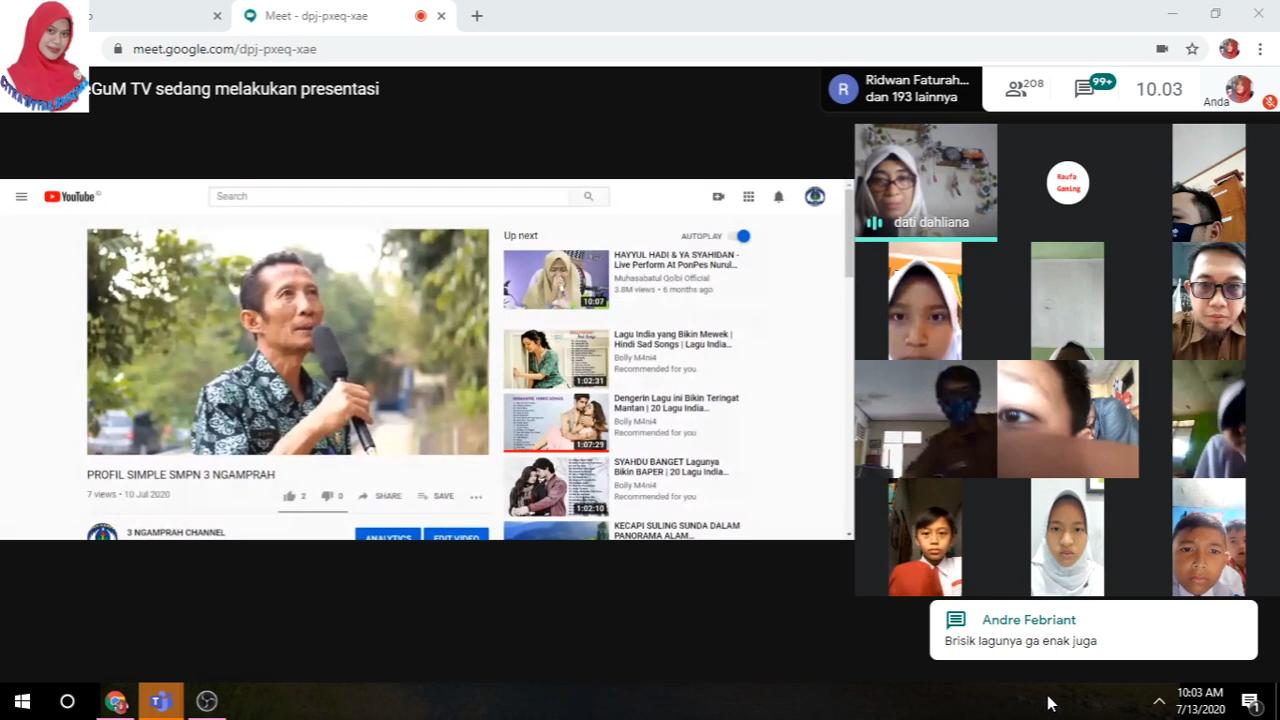 Meet - dpj-pxeq-xae
meet.google.com/dpj-pxeq-xae
GuM TV sedang melakukan presentasi
R
Ridwan Faturah...
dan 193 lainnya
208
99+
10.03
Anda
YouTube ID
Search
dati dahliana
Raufa
Gaming
Up next
AUTOPLAY
HAYYUL HADI & YA SYAHIDAN -
Live Perform At PonPes Nurul...
Muhasabatul Qolbi Official
3.8M views • 6 months ago
10:07
Lagu India yang Bikin Mewek |
Hindi Sad Songs | Lagu India...
Bolly M4ni4
Recommended for you
1:02:31
Dengerin Lagu ini Bikin Teringat
Mantan | 20 Lagu India...
Bolly M4ni4
Recommended for you
1:07:29
SYAHDU BANGET Lagunya
Bikin BAPER | 20 Lagu India...
Bolly M4ni4
Recommended for you
1:02:10
KECAPI SULING SUNDA DALAM
PANORAMA ALAM...
PROFIL SIMPLE SMPN 3 NGAMPRAH
7 views • 10 Jul 2020
2
0
SHARE
SAVE
3 NGAMPRAH CHANNEL
ANALYTICS
EDIT VIDEO
Andre Febriant
Brisik lagunya ga enak juga
10:03 AM
7/13/2020
1